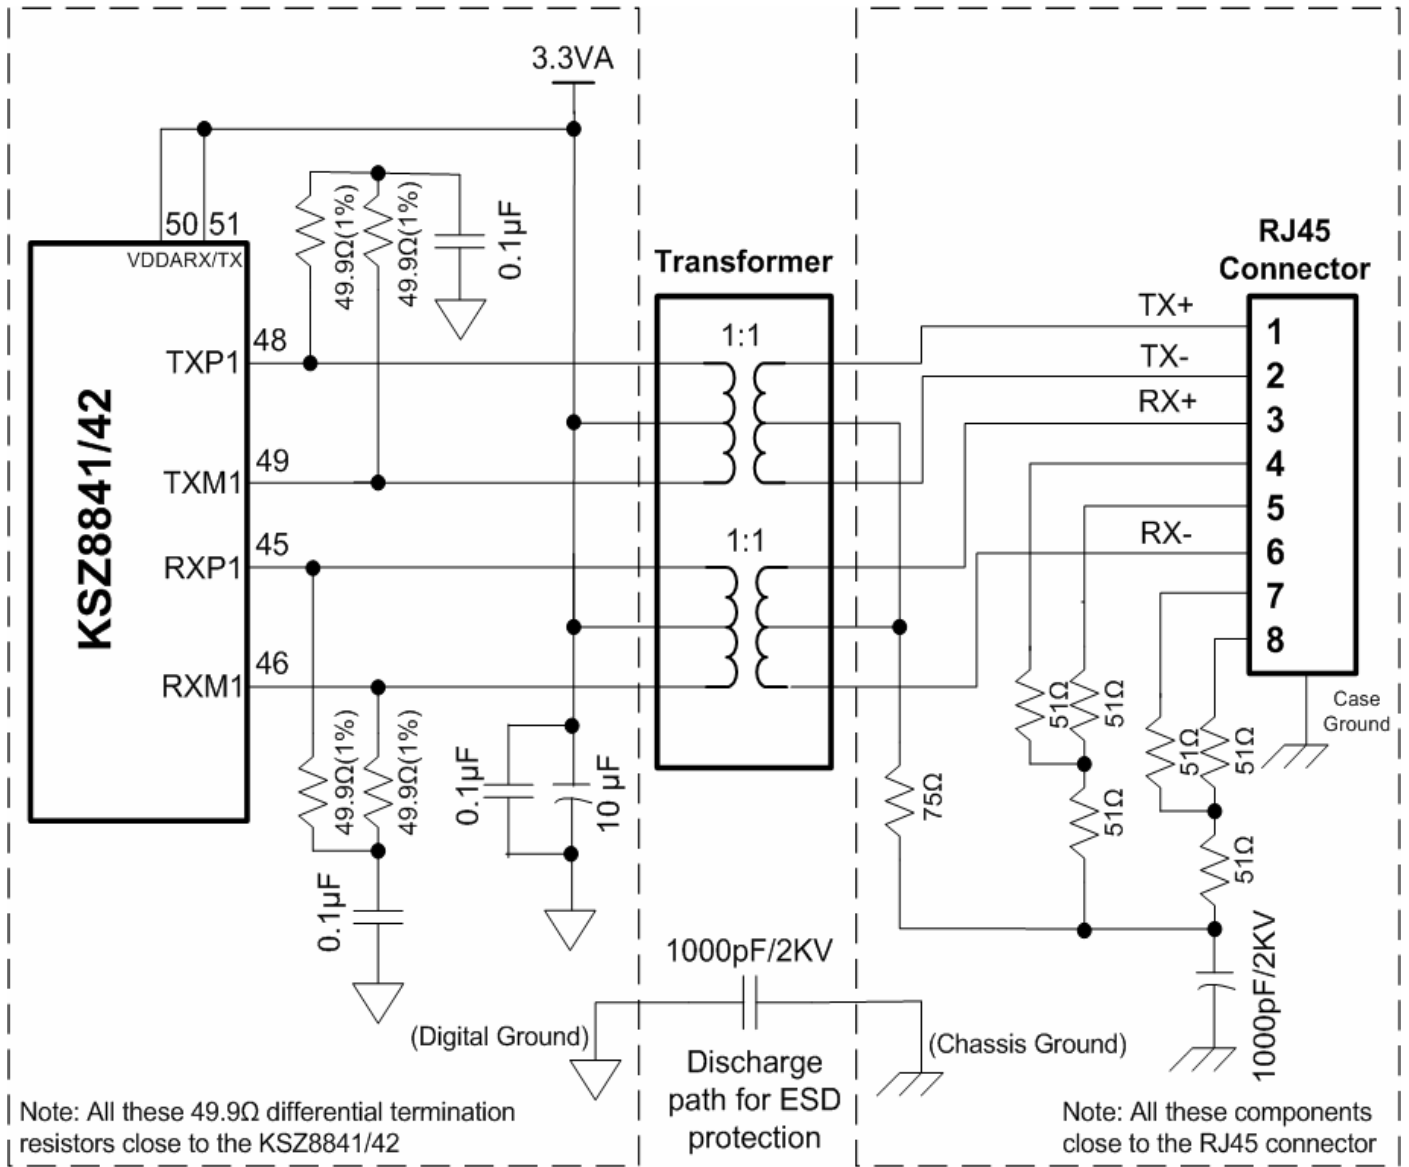 3.3VA
50 51
VDDARX/TX
49.9Ω(1%)
49.9Ω(1%)
0.1µF
KSZ8841/42
TXP1
48
TXM1
49
RXP1
45
RXM1
46
49.9Ω(1%)
49.9Ω(1%)
0.1µF
0.1µF
10 µF
Transformer
1:1
1:1
RJ45
Connector
TX+
TX-
RX+
RX-
1
2
3
4
5
6
7
8
Case
Ground
51Ω
51Ω
51Ω
51Ω
51Ω
51Ω
75Ω
1000pF/2KV
1000pF/2KV
(Digital Ground)
(Chassis Ground)
Discharge
path for ESD
protection
Note: All these 49.9Ω differential termination
resistors close to the KSZ8841/42
Note: All these components
close to the RJ45 connector